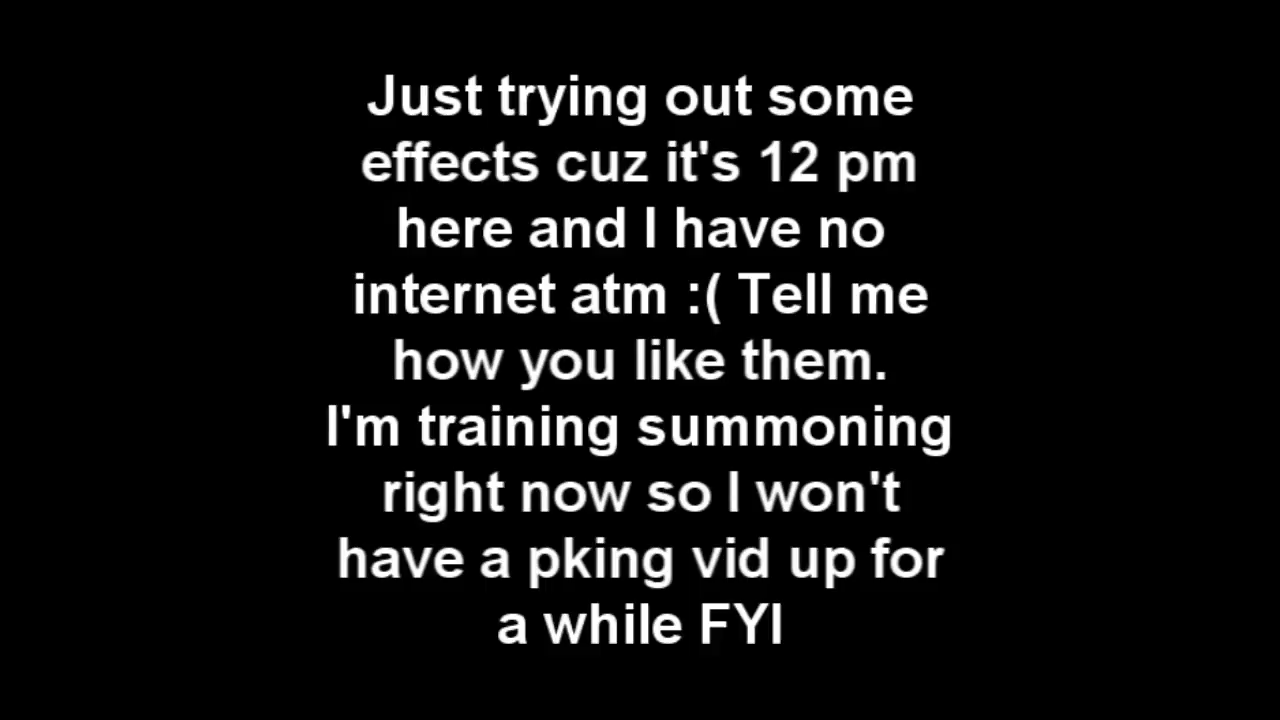 Just trying out some
effects cuz it's 12 pm
here and I have no
internet atm :( Tell me
how you like them.
I'm training summoning
right now so I won't
have a pking vid up for
a while FYI